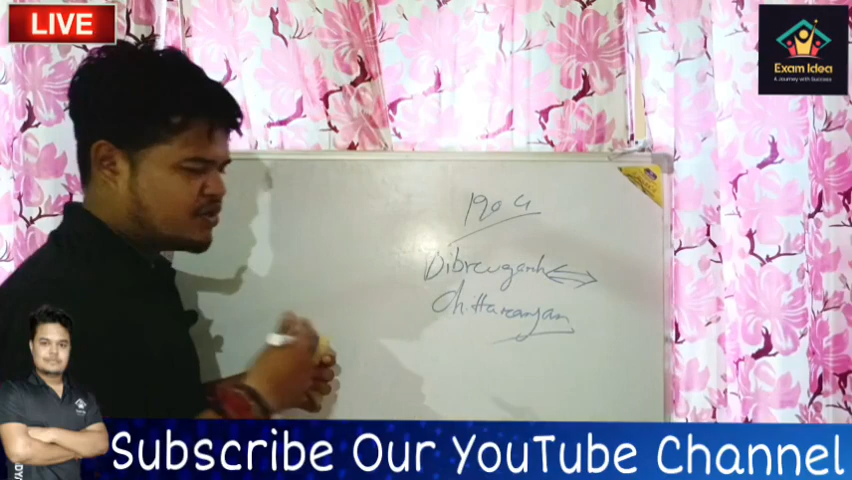 LIVE
Exam Idea
A Journey with Success
1904
Dibrugarh
Chittaranjan
Subscribe Our YouTube Channel